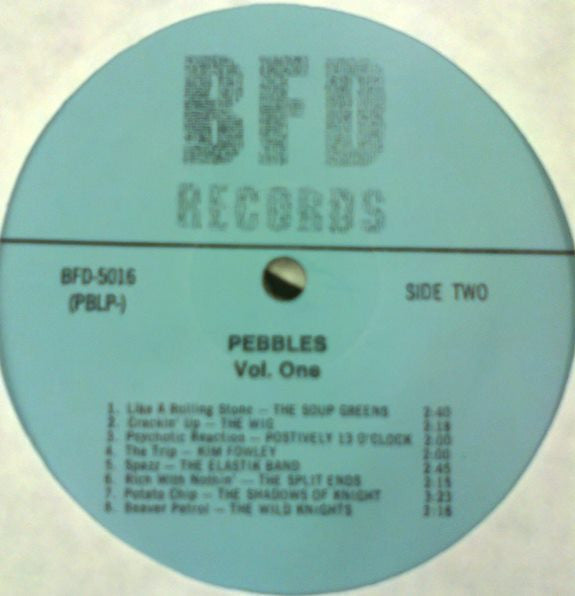 BFD
RECORDS
BFD-5016
(PBLP-)
SIDE TWO
PEBBLES
Vol. One
1. Like A Rolling Stone — THE SOUP GREENS 2:40
2. Crackin' Up — THE WIG 2:18
3. Psychotic Reaction — POSTIVELY 13 O'CLOCK 2:00
4. The Trip — KIM FOWLEY 2:00
5. Spazz — THE ELASTIK BAND 2:45
6. Rich With Nothin' — THE SPLIT ENDS 2:15
7. Potato Chip — THE SHADOWS OF KNIGHT 3:23
8. Beaver Patrol — THE WILD KNIGHTS 2:16